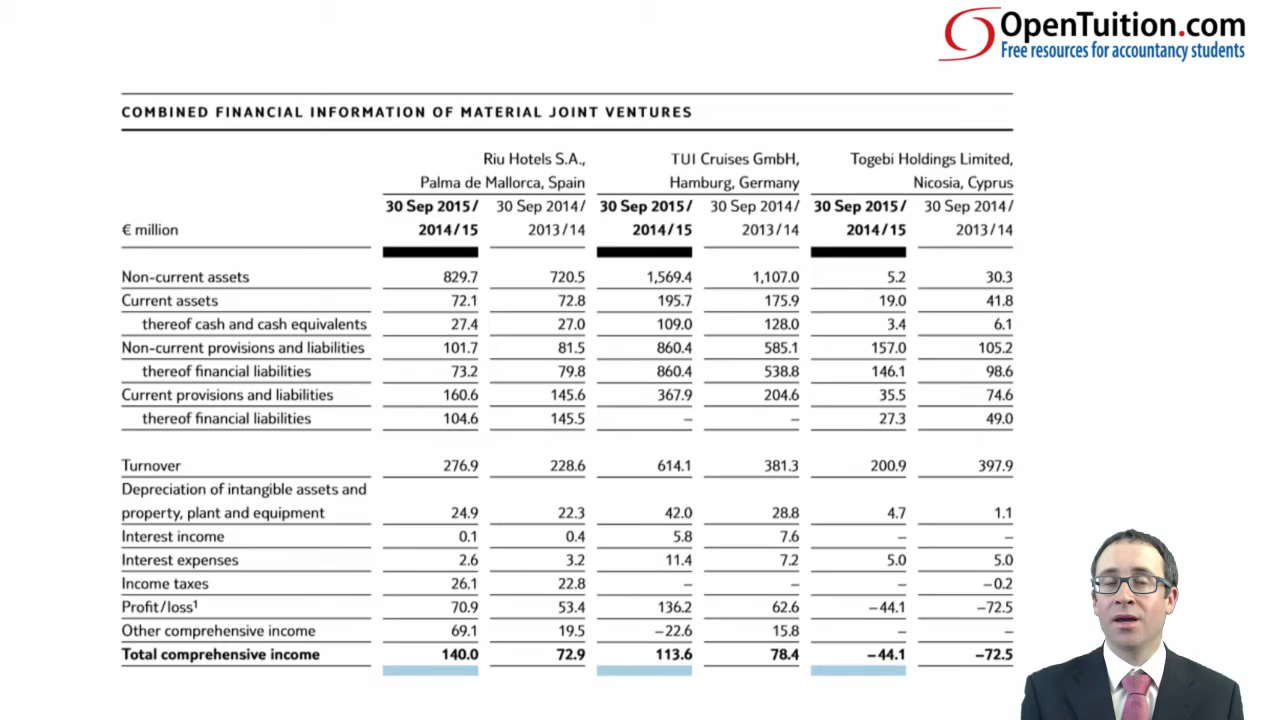 OpenTuition.com
Free resources for accountancy students
COMBINED FINANCIAL INFORMATION OF MATERIAL JOINT VENTURES
Riu Hotels S.A., TUI Cruises GmbH, Togebi Holdings Limited,
Palma de Mallorca, Spain Hamburg, Germany Nicosia, Cyprus
30 Sep 2015/ 30 Sep 2014/ 30 Sep 2015/ 30 Sep 2014/ 30 Sep 2015/ 30 Sep 2014/
€ million 2014/15 2013/14 2014/15 2013/14 2014/15 2013/14
Non-current assets 829.7 720.5 1,569.4 1,107.0 5.2 30.3
Current assets 72.1 72.8 195.7 175.9 19.0 41.8
thereof cash and cash equivalents 27.4 27.0 109.0 128.0 3.4 6.1
Non-current provisions and liabilities 101.7 81.5 860.4 585.1 157.0 105.2
thereof financial liabilities 73.2 79.8 860.4 538.8 146.1 98.6
Current provisions and liabilities 160.6 145.6 367.9 204.6 35.5 74.6
thereof financial liabilities 104.6 145.5 – – 27.3 49.0
Turnover 276.9 228.6 614.1 381.3 200.9 397.9
Depreciation of intangible assets and
property, plant and equipment 24.9 22.3 42.0 28.8 4.7 1.1
Interest income 0.1 0.4 5.8 7.6 – –
Interest expenses 2.6 3.2 11.4 7.2 5.0 5.0
Income taxes 26.1 22.8 – – – –0.2
Profit/loss¹ 70.9 53.4 136.2 62.6 –44.1 –72.5
Other comprehensive income 69.1 19.5 –22.6 15.8 – –
Total comprehensive income 140.0 72.9 113.6 78.4 –44.1 –72.5